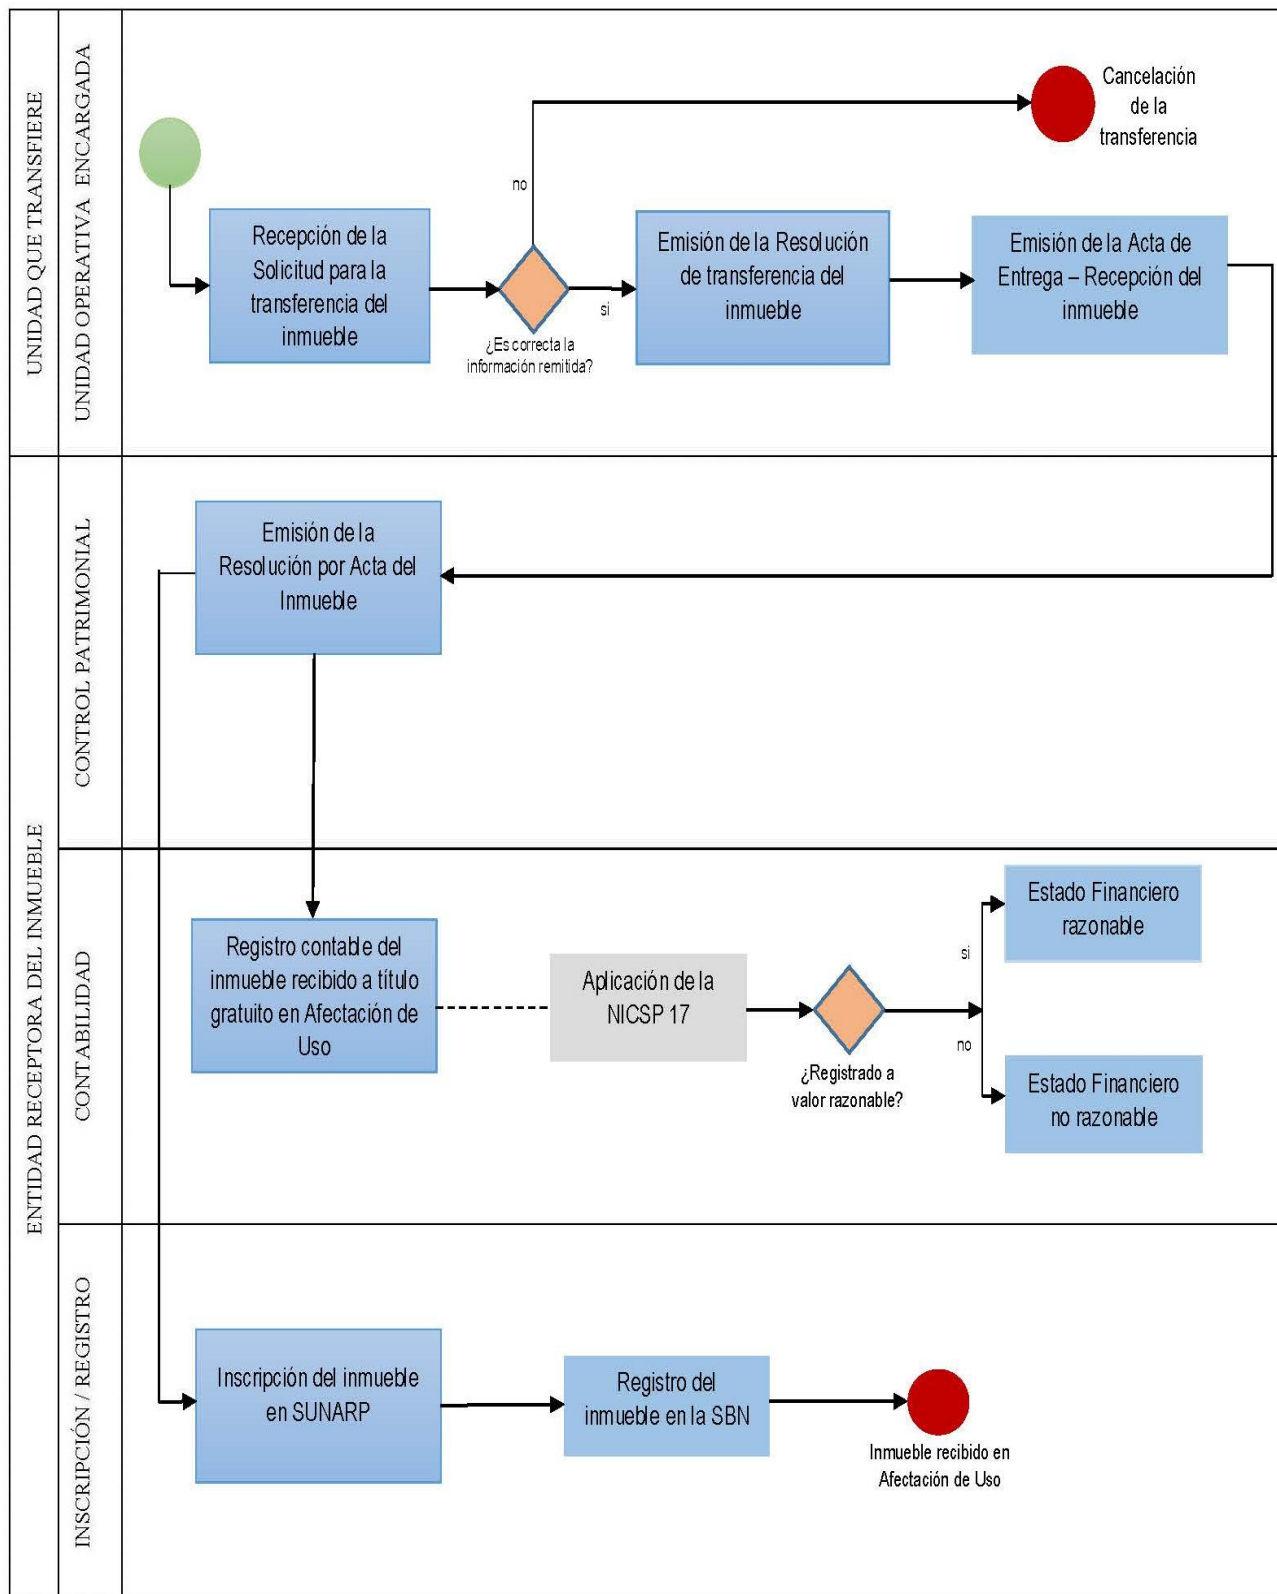 UNIDAD QUE TRANSFIERE
UNIDAD OPERATIVA ENCARGADA
Recepción de la
Solicitud para la
transferencia del
inmueble
no
¿Es correcta la
información remitida?
si
Emisión de la Resolución
de transferencia del
inmueble
Cancelación
de la
transferencia
Emisión de la Acta de
Entrega – Recepción del
inmueble
ENTIDAD RECEPTORA DEL INMUEBLE
CONTROL PATRIMONIAL
Emisión de la
Resolución por Acta del
Inmueble
CONTABILIDAD
Registro contable del
inmueble recibido a título
gratuito en Afectación de
Uso
Aplicación de la
NICSP 17
¿Registrado a
valor razonable?
si
no
Estado Financiero
razonable
Estado Financiero
no razonable
INSCRIPCIÓN / REGISTRO
Inscripción del inmueble
en SUNARP
Registro del
inmueble en la SBN
Inmueble recibido en
Afectación de Uso